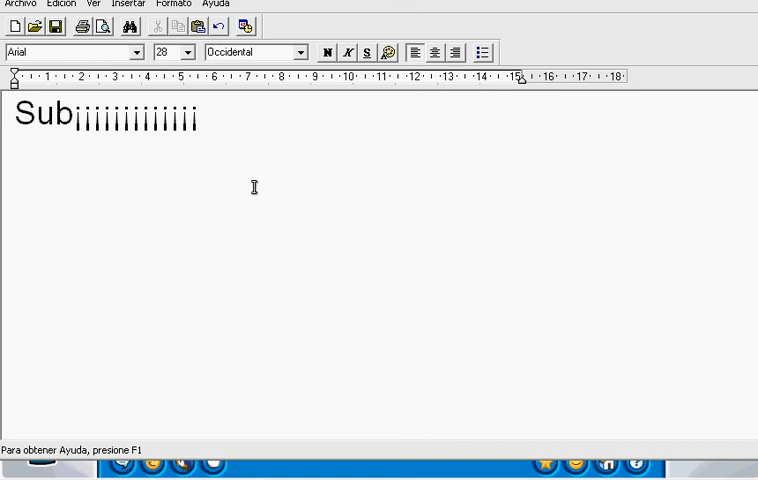 Archivo Edición Ver Insertar Formato Ayuda
Arial 28 Occidental N K S
1 2 3 4 5 6 7 8 9 10 11 12 13 14 15 16 17 18
Sub¡¡¡¡¡¡¡¡¡¡¡¡¡
Para obtener Ayuda, presione F1